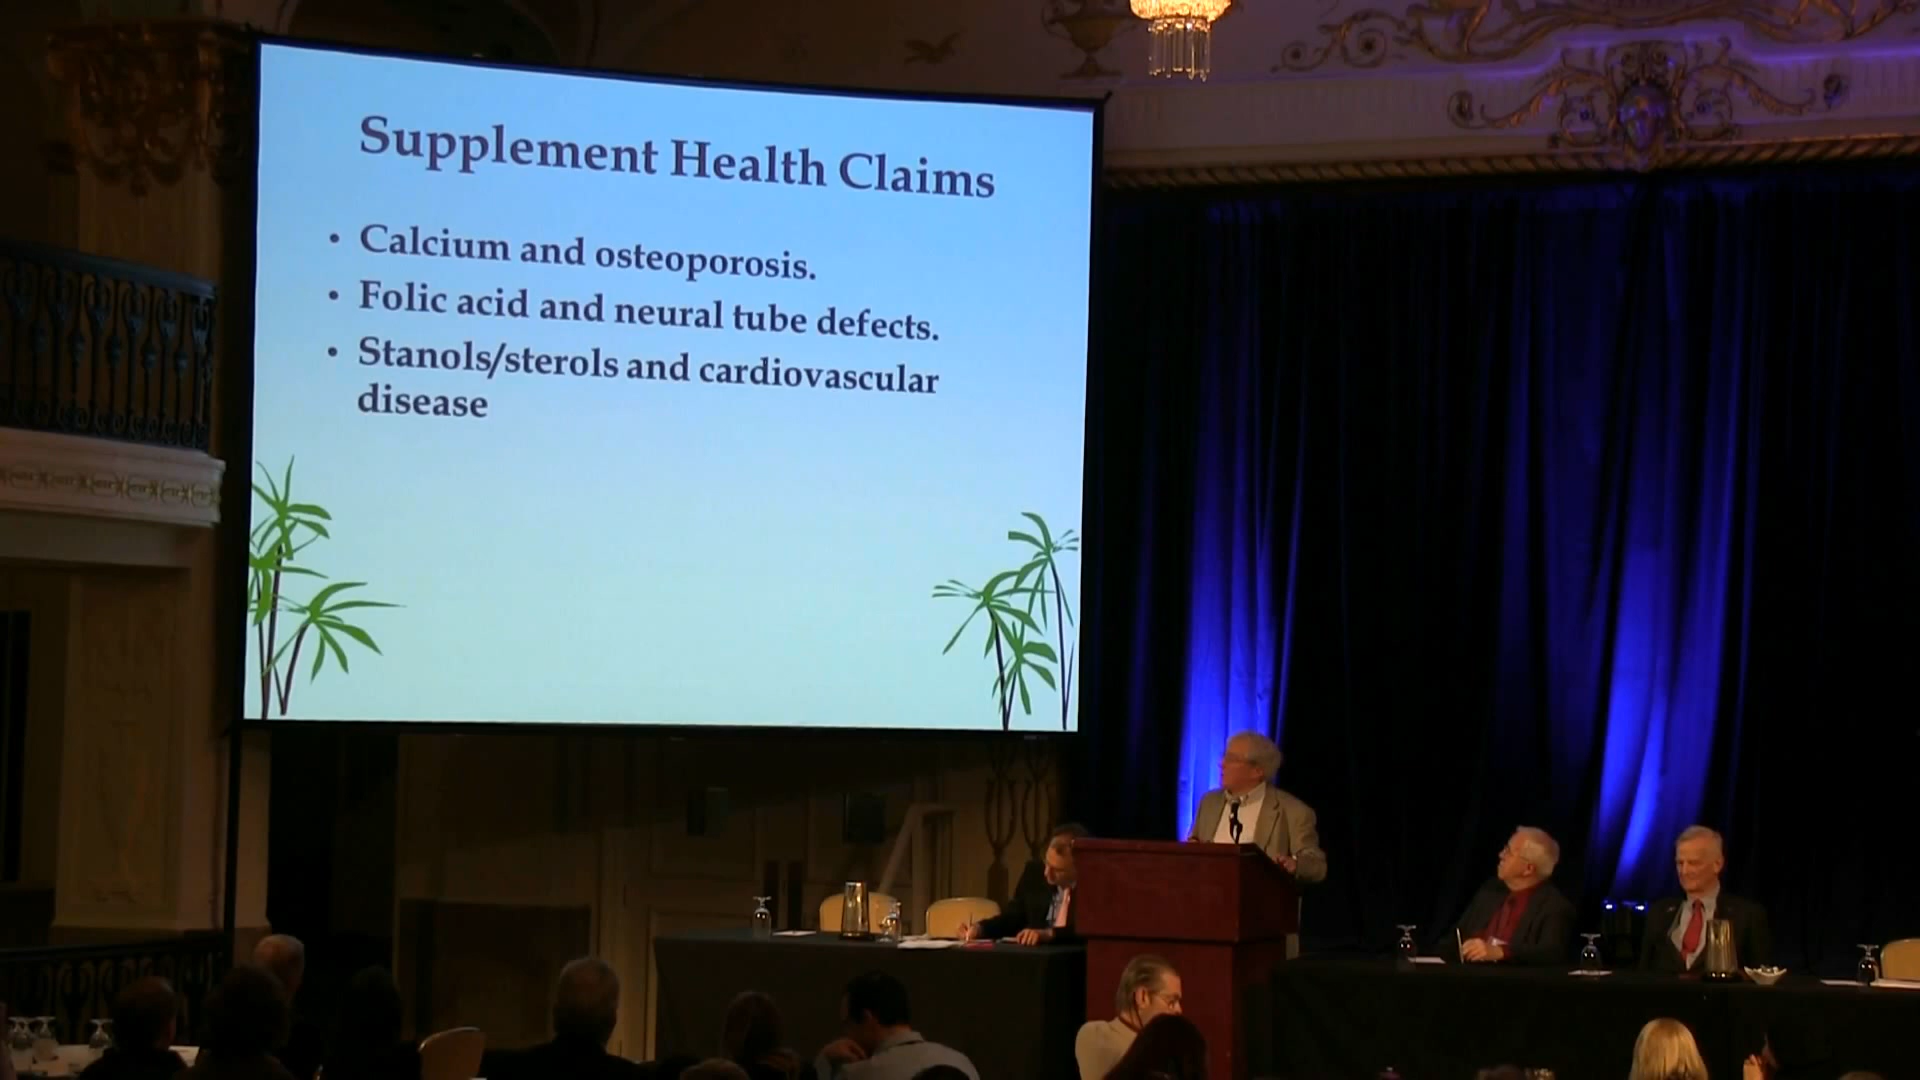 Supplement Health Claims
• Calcium and osteoporosis.
• Folic acid and neural tube defects.
• Stanols/sterols and cardiovascular
disease